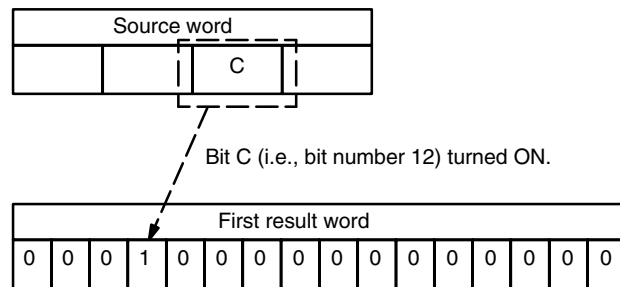 Source word
C
Bit C (i.e., bit number 12) turned ON.
First result word
0 0 0 1 0 0 0 0 0 0 0 0 0 0 0 0